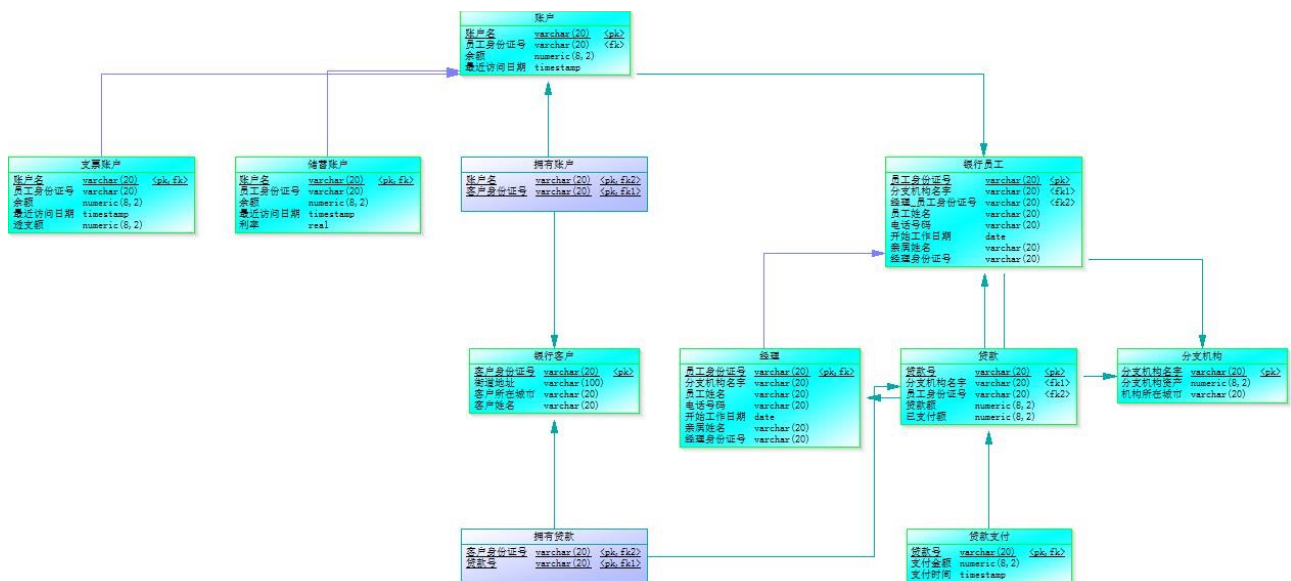 账户
账户名 varchar(20) <pk>
员工身份证号 varchar(20) <fk>
余额 numeric(8,2)
最近访问日期 timestamp
支票账户
账户名 varchar(20) <pk,fk>
员工身份证号 varchar(20)
余额 numeric(8,2)
最近访问日期 timestamp
透支额 numeric(8,2)
储蓄账户
账户名 varchar(20) <pk,fk>
员工身份证号 varchar(20)
余额 numeric(8,2)
最近访问日期 timestamp
利率 real
拥有账户
账户名 varchar(20) <pk,fk2>
客户身份证号 varchar(20) <pk,fk1>
银行员工
员工身份证号 varchar(20) <pk>
分支机构名字 varchar(20) <fk1>
经理_员工身份证号 varchar(20) <fk2>
员工姓名 varchar(20)
电话号码 varchar(20)
开始工作日期 date
亲属姓名 varchar(20)
经理身份证号 varchar(20)
银行客户
客户身份证号 varchar(20) <pk>
街道地址 varchar(100)
客户所在城市 varchar(20)
客户姓名 varchar(20)
经理
员工身份证号 varchar(20) <pk,fk>
分支机构名字 varchar(20)
员工姓名 varchar(20)
电话号码 varchar(20)
开始工作日期 date
亲属姓名 varchar(20)
经理身份证号 varchar(20)
贷款
贷款号 varchar(20) <pk>
分支机构名字 varchar(20) <fk1>
员工身份证号 varchar(20) <fk2>
贷款额 numeric(8,2)
已支付额 numeric(8,2)
分支机构
分支机构名字 varchar(20) <pk>
分支机构资产 numeric(8,2)
机构所在城市 varchar(20)
拥有贷款
客户身份证号 varchar(20) <pk,fk2>
贷款号 varchar(20) <pk,fk1>
贷款支付
贷款号 varchar(20) <pk,fk>
支付金额 numeric(8,2)
支付时间 timestamp